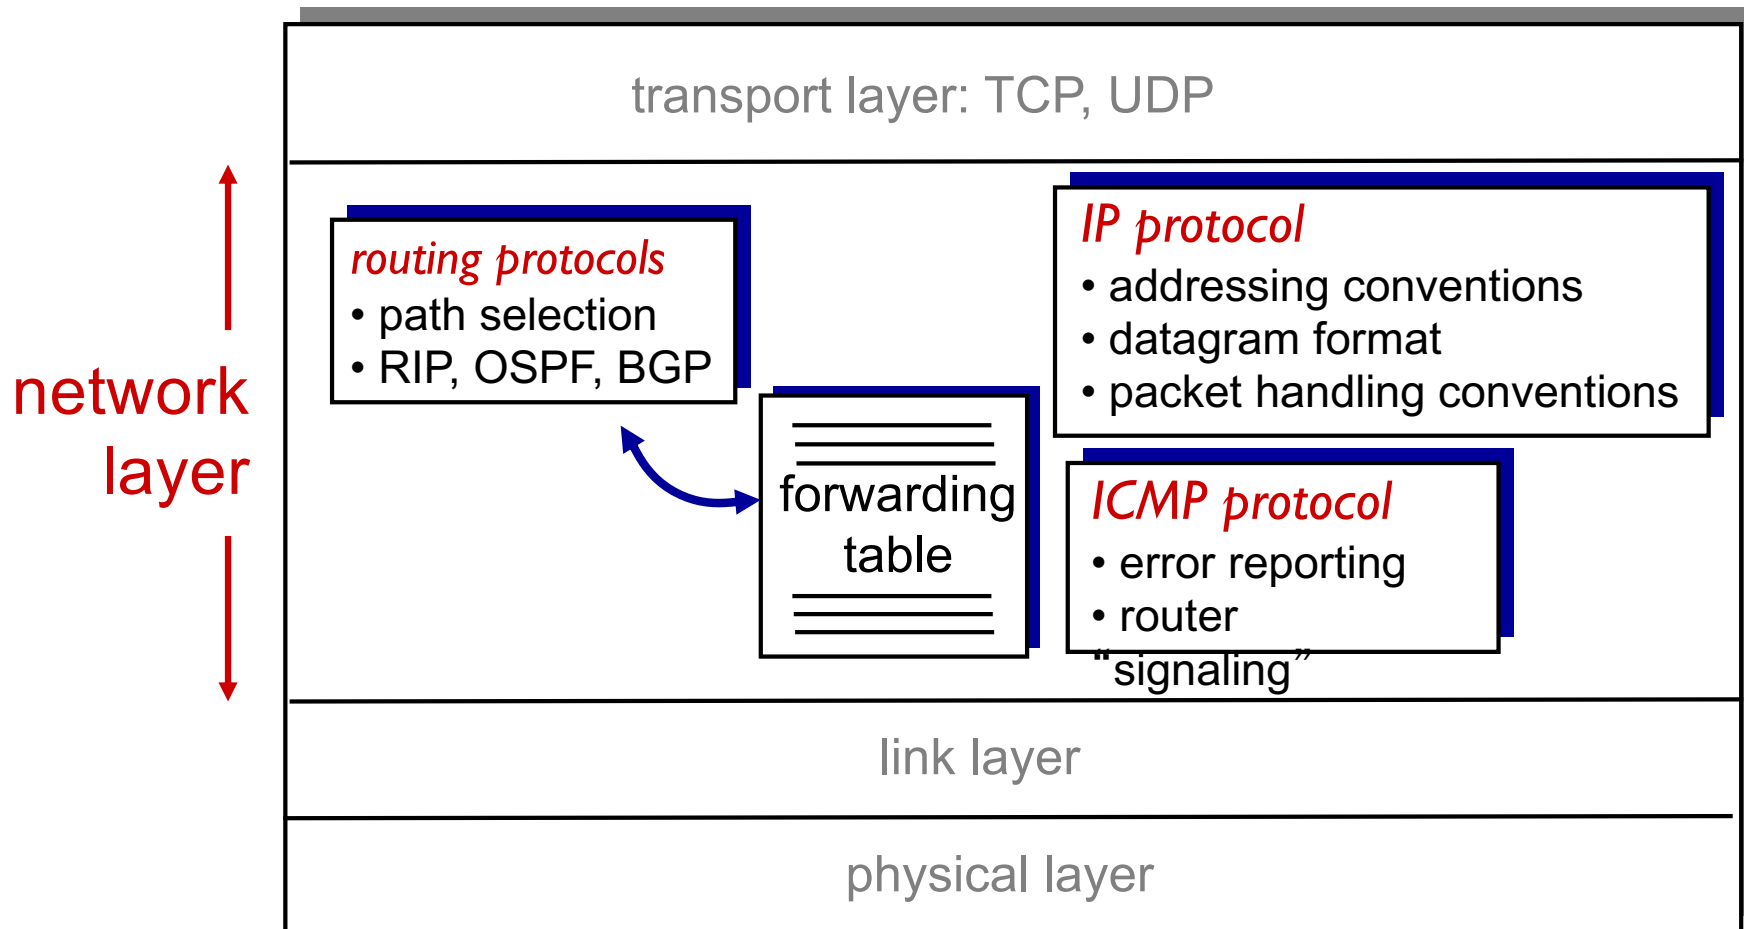 transport layer: TCP, UDP
network
layer
routing protocols
• path selection
• RIP, OSPF, BGP
forwarding
table
IP protocol
• addressing conventions
• datagram format
• packet handling conventions
ICMP protocol
• error reporting
• router
“signaling”
link layer
physical layer